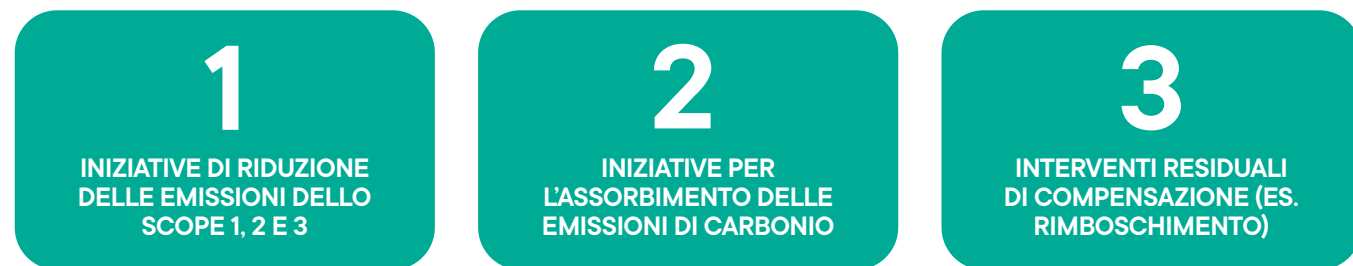 1
INIZIATIVE DI RIDUZIONE
DELLE EMISSIONI DELLO
SCOPE 1, 2 E 3
2
INIZIATIVE PER
L'ASSORBIMENTO DELLE
EMISSIONI DI CARBONIO
3
INTERVENTI RESIDUALI
DI COMPENSAZIONE (ES.
RIMBOSCHIMENTO)